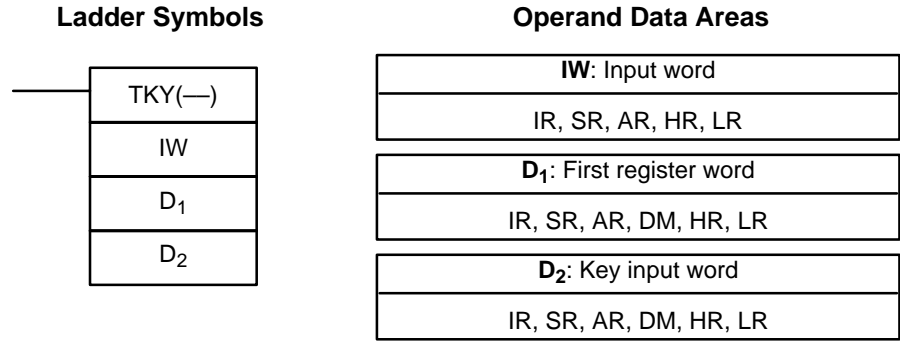 Ladder Symbols
TKY(—)
IW
D1
D2
Operand Data Areas
IW: Input word
IR, SR, AR, HR, LR
D1: First register word
IR, SR, AR, DM, HR, LR
D2: Key input word
IR, SR, AR, DM, HR, LR